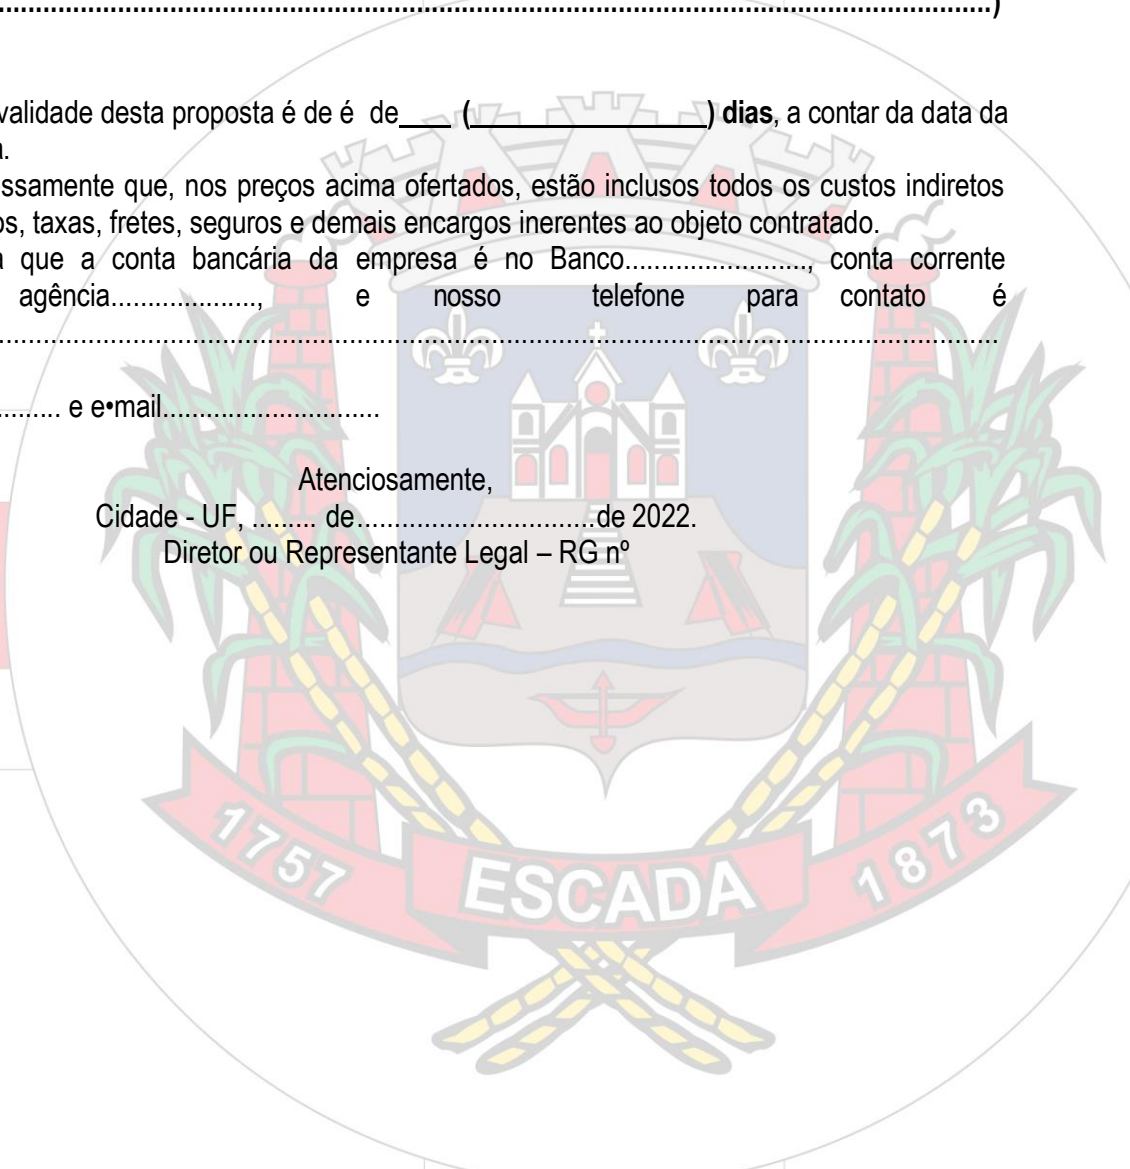 ....................................................................................................................................)
validade desta proposta é de é de____ (__________________) dias, a contar da data da
a.
ssamente que, nos preços acima ofertados, estão inclusos todos os custos indiretos
os, taxas, fretes, seguros e demais encargos inerentes ao objeto contratado.
a que a conta bancária da empresa é no Banco........................., conta corrente
agência...................., e nosso telefone para contato é
..........................................................................................................................................
......... e e•mail..............................
Atenciosamente,
Cidade - UF, ......... de.................................de 2022.
Diretor ou Representante Legal – RG nº
1757 ESCADA 1873